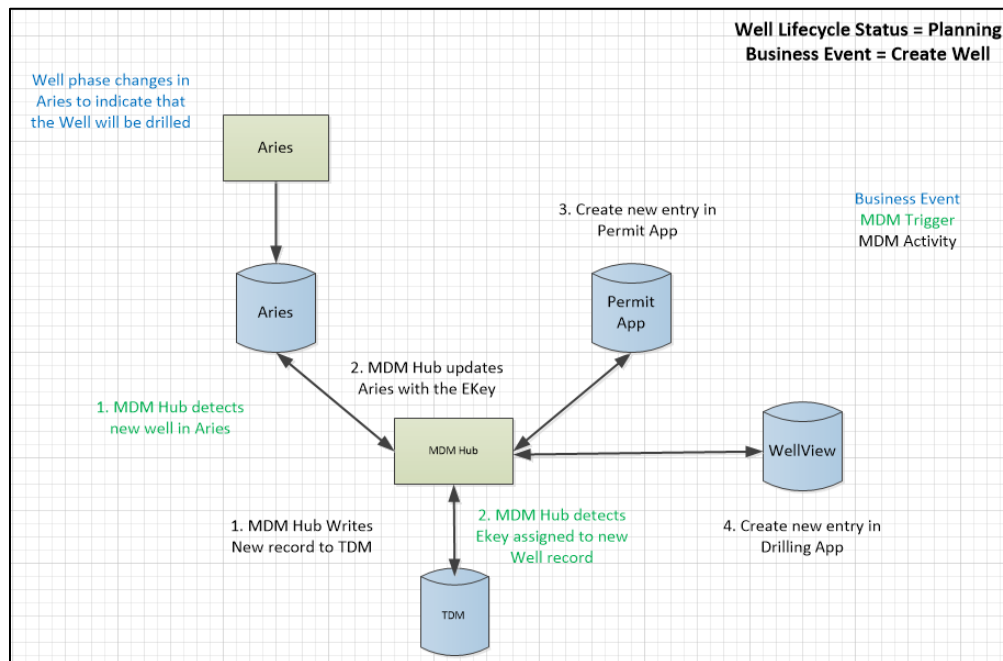 Well Lifecycle Status = Planning
Business Event = Create Well
Well phase changes in
Aries to indicate that
the Well will be drilled
Aries
3. Create new entry in
Permit App
Business Event
MDM Trigger
MDM Activity
Aries
Permit
App
2. MDM Hub updates
Aries with the EKey
1. MDM Hub detects
new well in Aries
MDM Hub
WellView
1. MDM Hub Writes
New record to TDM
2. MDM Hub detects
Ekey assigned to new
Well record
4. Create new entry in
Drilling App
TDM